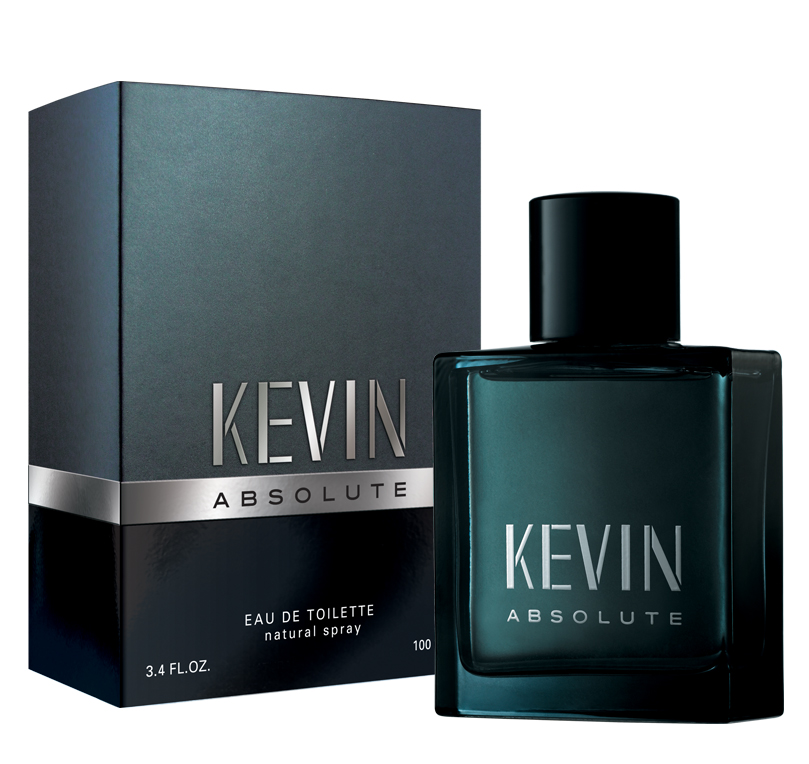 KEVIN
ABSOLUTE
EAU DE TOILETTE
natural spray
3.4 FL.OZ.
100
KEVIN
ABSOLUTE